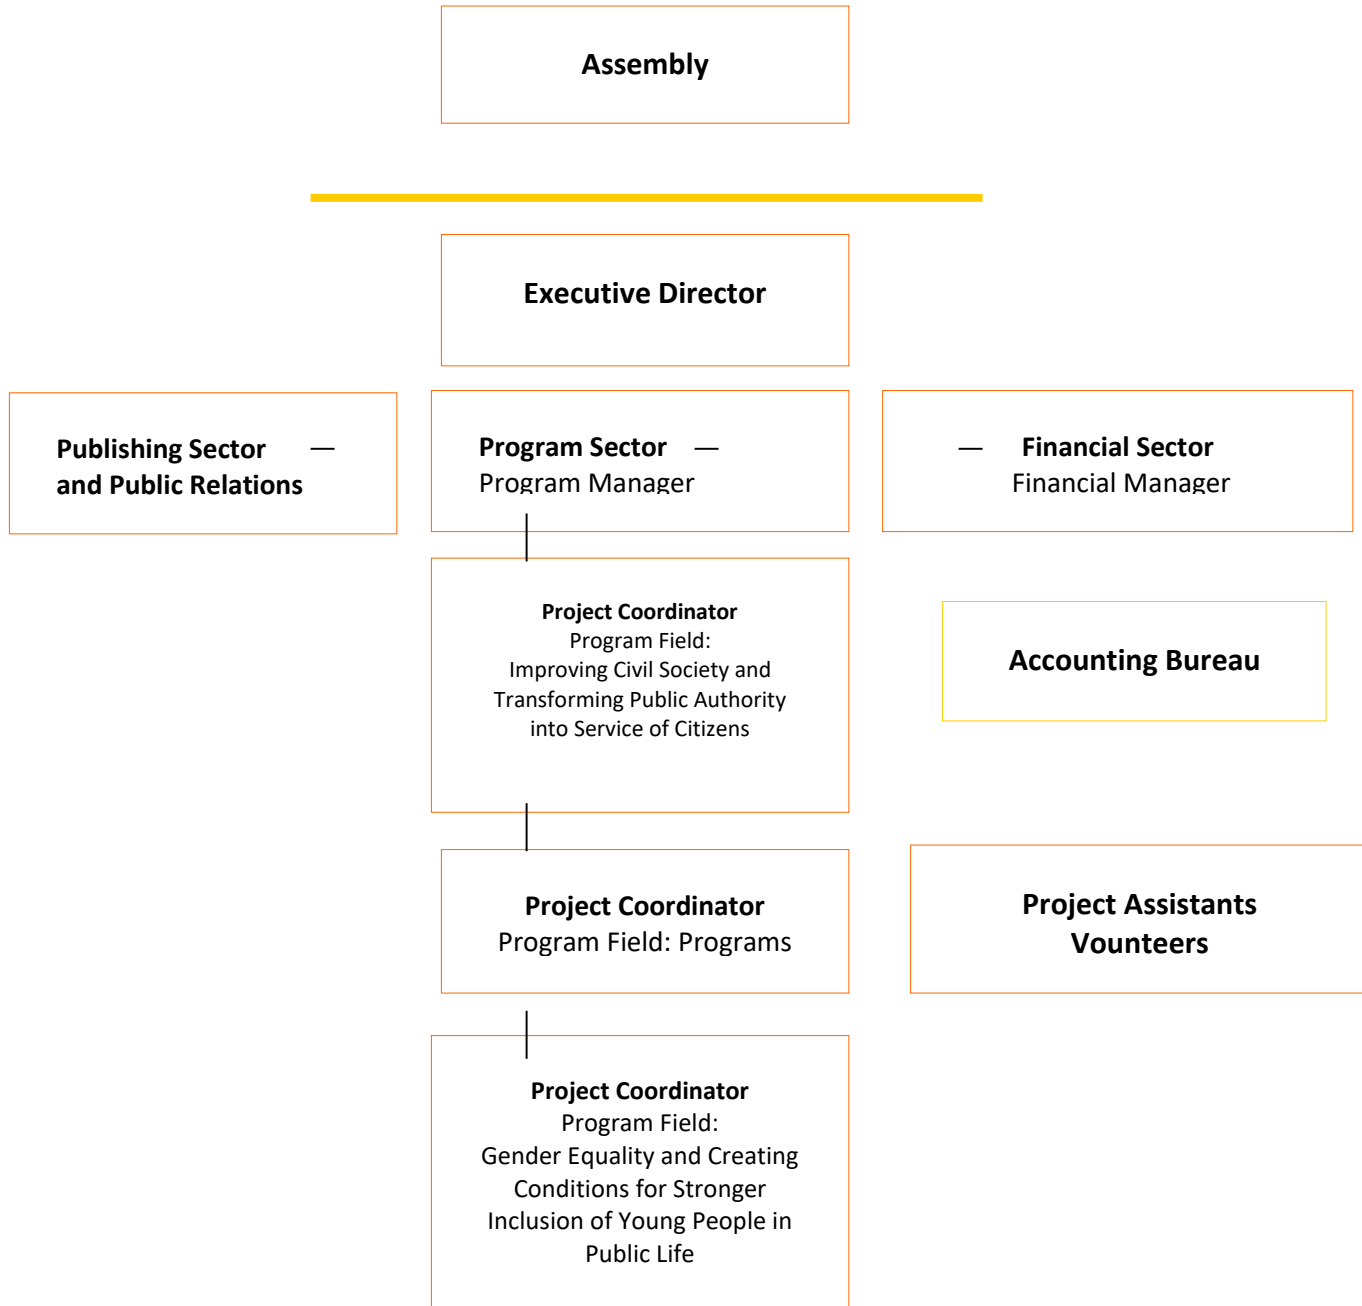 Assembly
Executive Director
Publishing Sector —
and Public Relations
Program Sector —
Program Manager
— Financial Sector
Financial Manager
Project Coordinator
Program Field:
Improving Civil Society and
Transforming Public Authority
into Service of Citizens
Accounting Bureau
Project Coordinator
Program Field: Programs
Project Assistants
Vounteers
Project Coordinator
Program Field:
Gender Equality and Creating
Conditions for Stronger
Inclusion of Young People in
Public Life